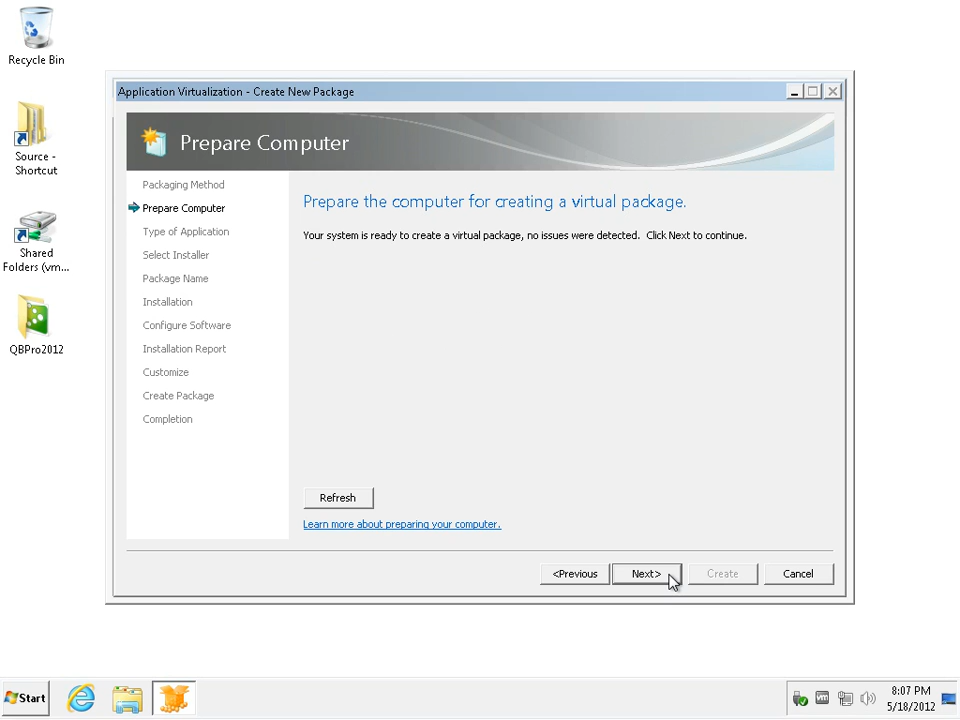 Recycle Bin
Source -
Shortcut
Shared
Folders (vm...
QBPro2012
Application Virtualization - Create New Package
Prepare Computer
Packaging Method
Prepare Computer
Type of Application
Select Installer
Package Name
Installation
Configure Software
Installation Report
Customize
Create Package
Completion
Prepare the computer for creating a virtual package.
Your system is ready to create a virtual package, no issues were detected. Click Next to continue.
Refresh
Learn more about preparing your computer.
<Previous
Next>
Create
Cancel
Start
8:07 PM
5/18/2012